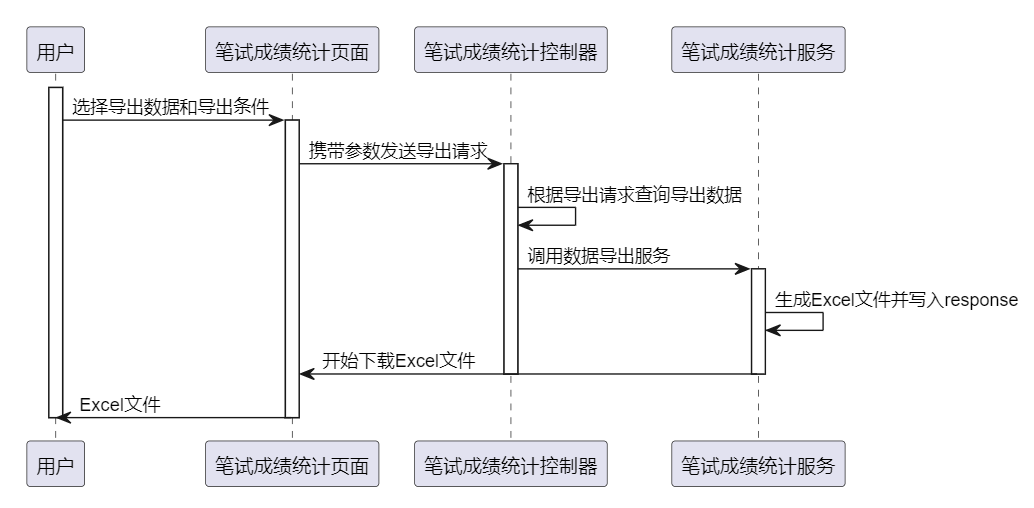 用户
笔试成绩统计页面
笔试成绩统计控制器
笔试成绩统计服务
选择导出数据和导出条件
携带参数发送导出请求
根据导出请求查询导出数据
调用数据导出服务
生成Excel文件并写入response
开始下载Excel文件
Excel文件
用户
笔试成绩统计页面
笔试成绩统计控制器
笔试成绩统计服务